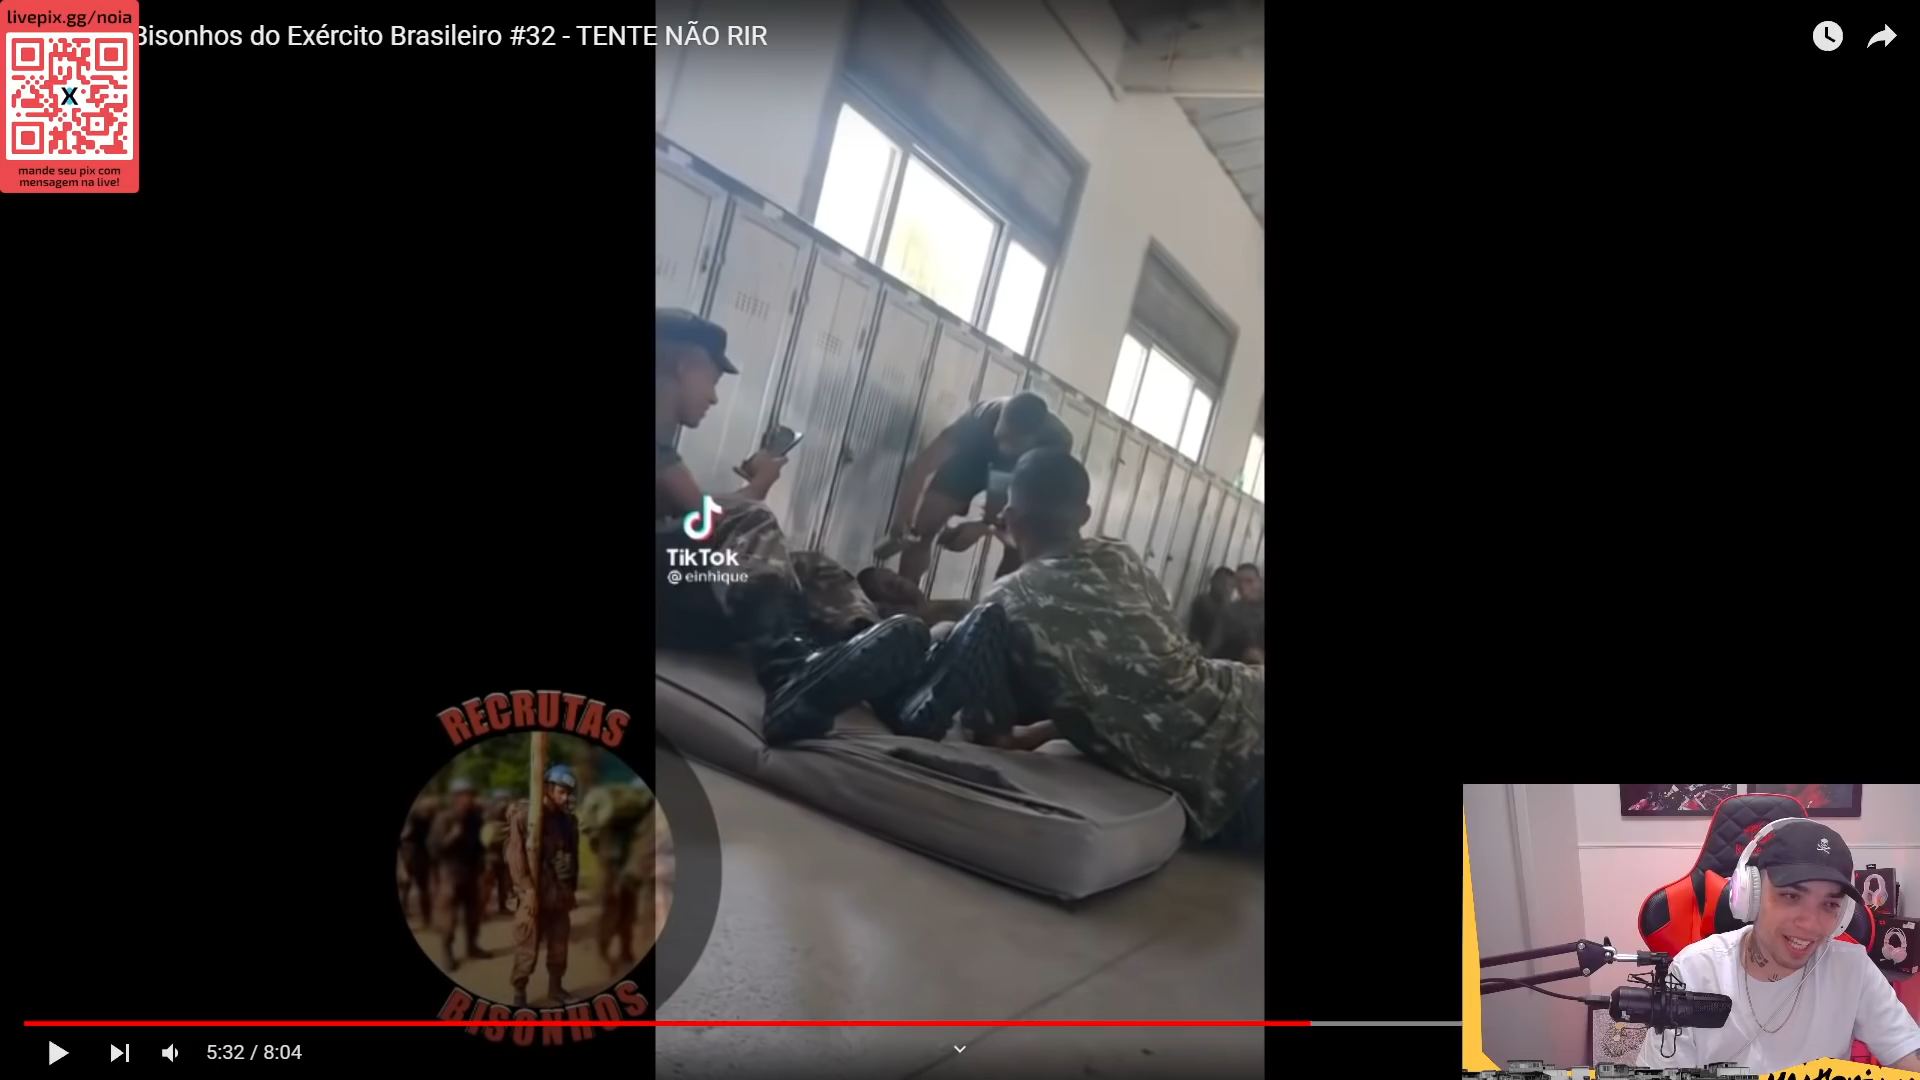 livepix.gg/noia
Bisonhos do Exército Brasileiro #32 - TENTE NÃO RIR
X
mande seu pix com
mensagem na live!
TikTok
@einhique
RECRUTAS
BISONHOS
5:32 / 8:04